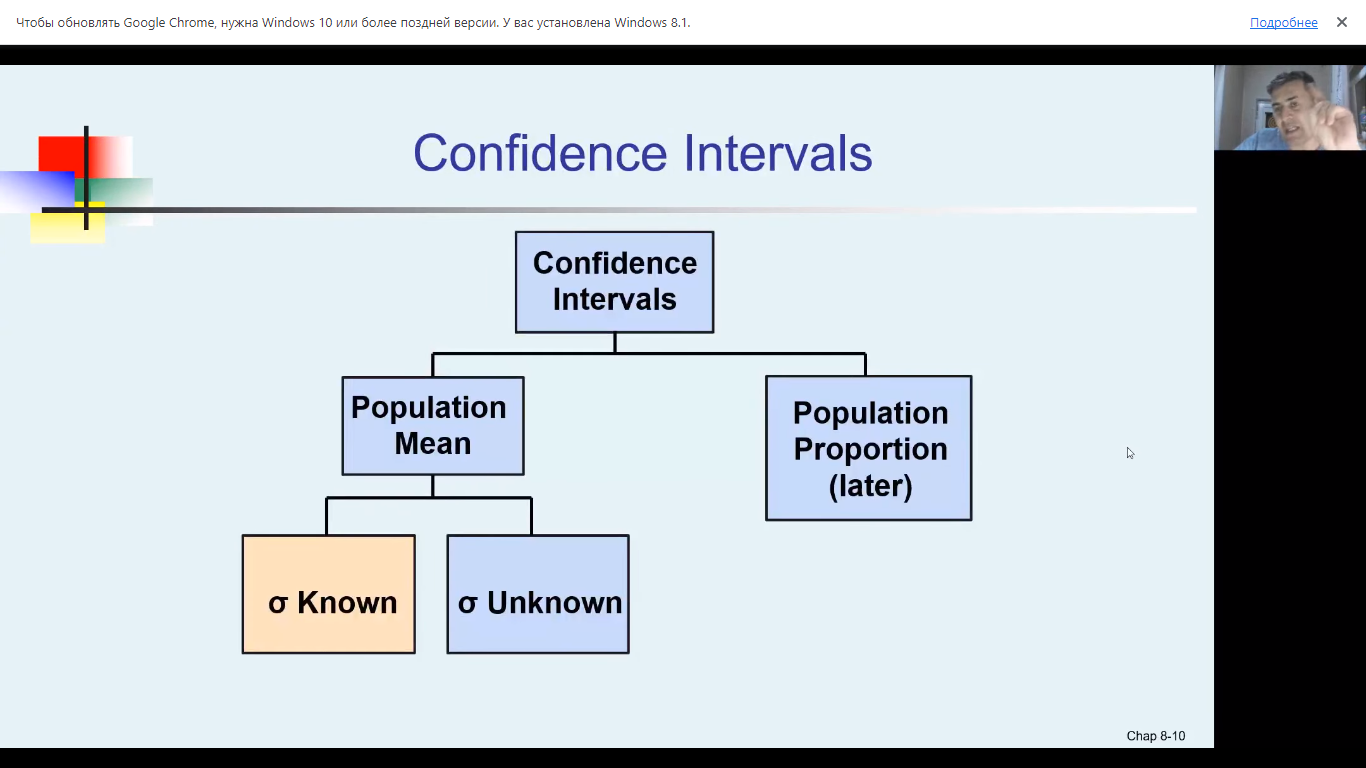 Чтобы обновлять Google Chrome, нужна Windows 10 или более поздней версии. У вас установлена Windows 8.1.
Подробнее
Confidence Intervals
Confidence
Intervals
Population
Mean
Population
Proportion
(later)
σ Known
σ Unknown
Chap 8-10